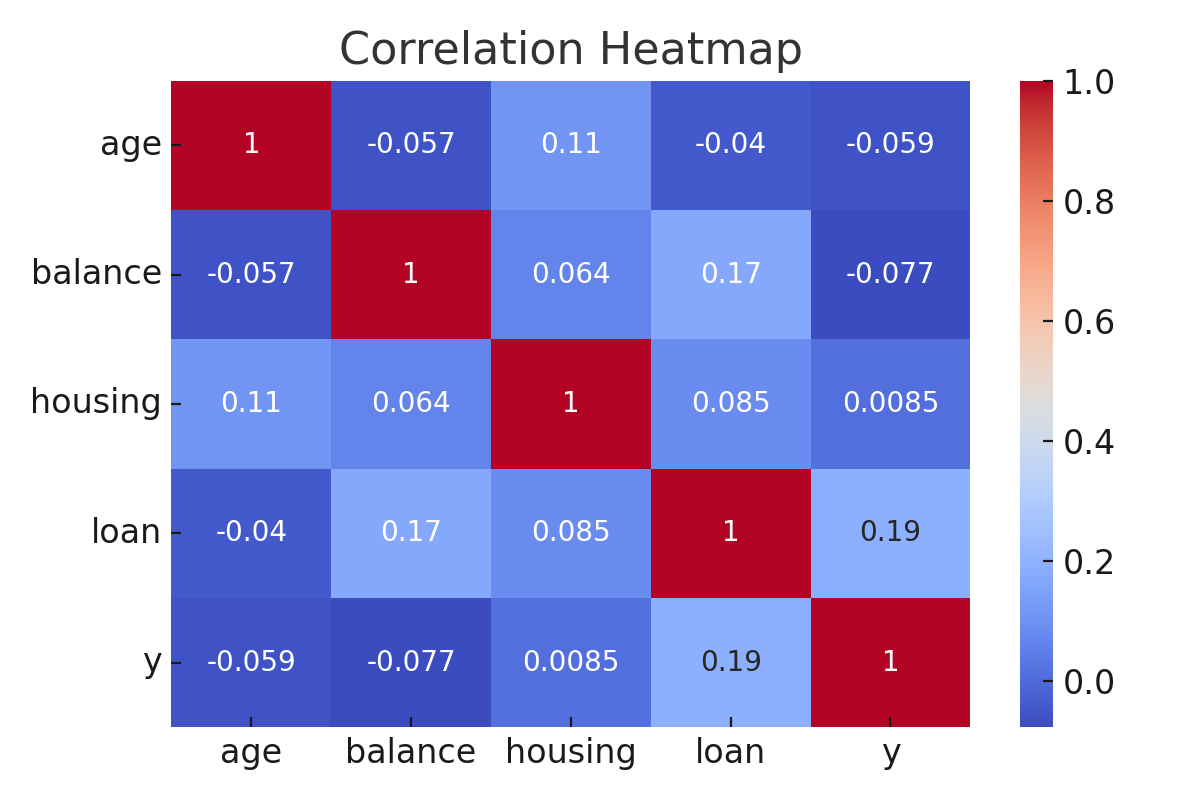 Correlation Heatmap
age 1 -0.057 0.11 -0.04 -0.059
balance -0.057 1 0.064 0.17 -0.077
housing 0.11 0.064 1 0.085 0.0085
loan -0.04 0.17 0.085 1 0.19
y -0.059 -0.077 0.0085 0.19 1
age balance housing loan y
1.0
0.8
0.6
0.4
0.2
0.0